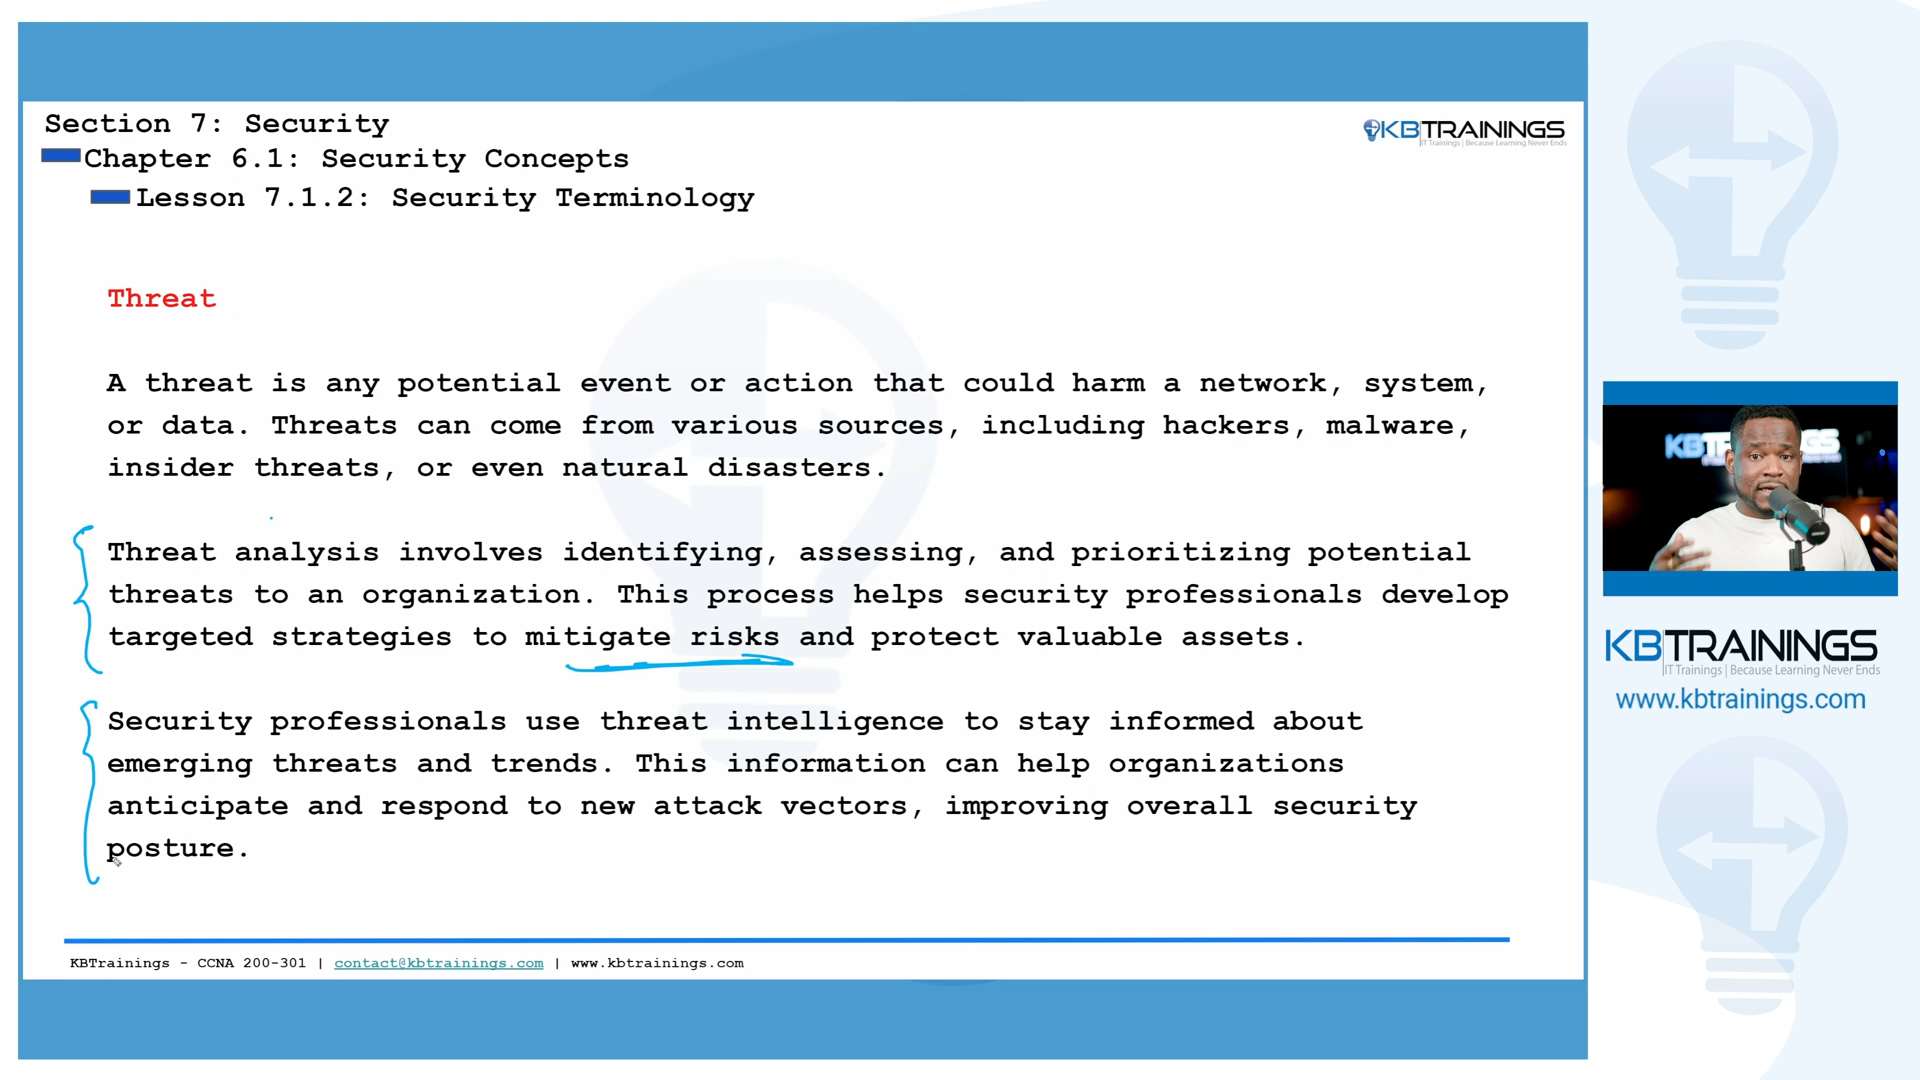 Section 7: Security
Chapter 6.1: Security Concepts
Lesson 7.1.2: Security Terminology
KBTRAININGS
IT Trainings | Because Learning Never Ends
Threat
A threat is any potential event or action that could harm a network, system,
or data. Threats can come from various sources, including hackers, malware,
insider threats, or even natural disasters.
Threat analysis involves identifying, assessing, and prioritizing potential
threats to an organization. This process helps security professionals develop
targeted strategies to mitigate risks and protect valuable assets.
Security professionals use threat intelligence to stay informed about
emerging threats and trends. This information can help organizations
anticipate and respond to new attack vectors, improving overall security
posture.
KBTrainings - CCNA 200-301 | contact@kbtrainings.com | www.kbtrainings.com
KBTRAININGS
IT Trainings | Because Learning Never Ends
www.kbtrainings.com